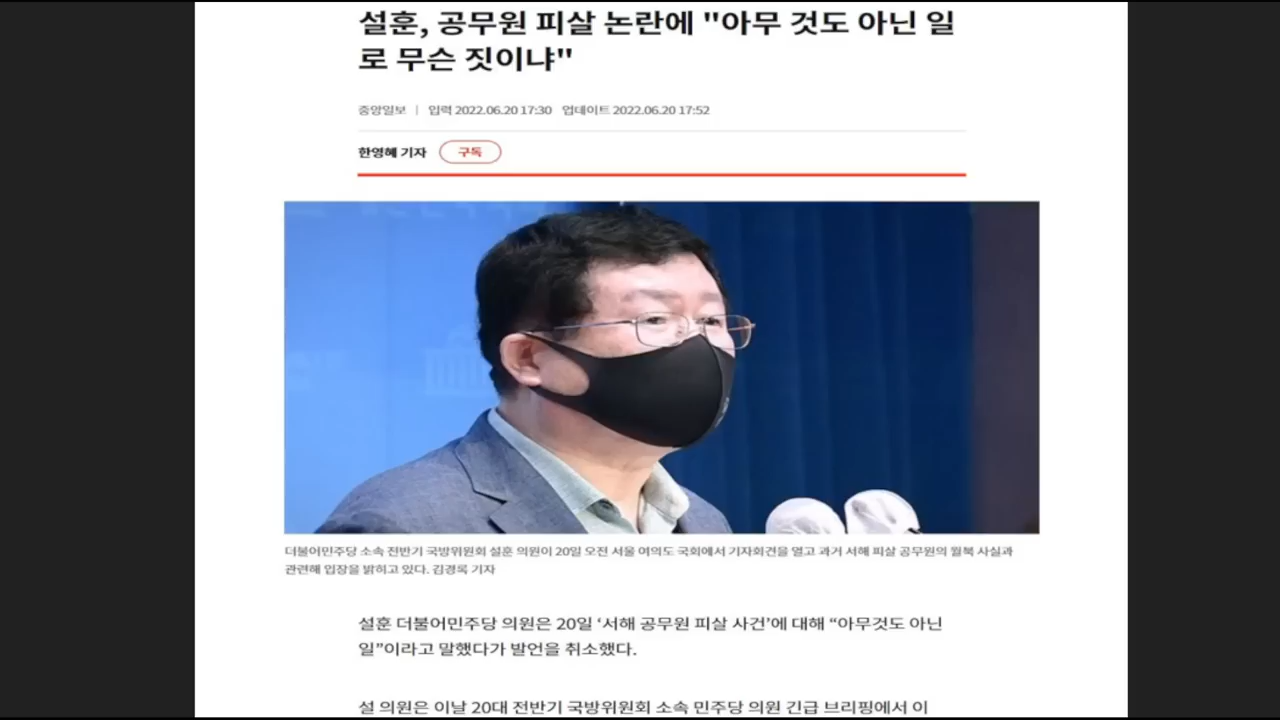 설훈, 공무원 피살 논란에 "아무 것도 아닌 일
로 무슨 짓이냐"
중앙일보 | 입력 2022.06.20 17:30 업데이트 2022.06.20 17:52
한영혜 기자 구독
더불어민주당 소속 전반기 국방위원회 설훈 의원이 20일 오전 서울 여의도 국회에서 기자회견을 열고 과거 서해 피살 공무원의 월북 사실과
관련해 입장을 밝히고 있다. 김경록 기자
설훈 더불어민주당 의원은 20일 ‘서해 공무원 피살 사건’에 대해 “아무것도 아닌
일”이라고 말했다가 발언을 취소했다.
설 의원은 이날 20대 전반기 국방위원회 소속 민주당 의원 긴급 브리핑에서 이